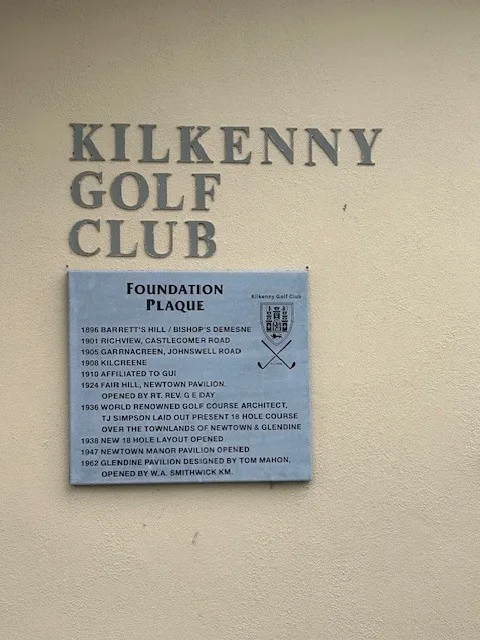 KILKENNY
GOLF
CLUB
FOUNDATION
PLAQUE
Kilkenny Golf Club
1896 BARRETT'S HILL / BISHOP'S DEMESNE
1901 RICHVIEW, CASTLECOMER ROAD
1905 GARRNACREEN, JOHNSWELL ROAD
1908 KILCREENE
1910 AFFILIATED TO GUI
1924 FAIR HILL, NEWTOWN PAVILION.
OPENED BY RT. REV. G E DAY
1936 WORLD RENOWNED GOLF COURSE ARCHITECT,
TJ SIMPSON LAID OUT PRESENT 18 HOLE COURSE
OVER THE TOWNLANDS OF NEWTOWN & GLENDINE
1938 NEW 18 HOLE LAYOUT OPENED
1947 NEWTOWN MANOR PAVILION OPENED
1962 GLENDINE PAVILION DESIGNED BY TOM MAHON,
OPENED BY W.A. SMITHWICK KM.